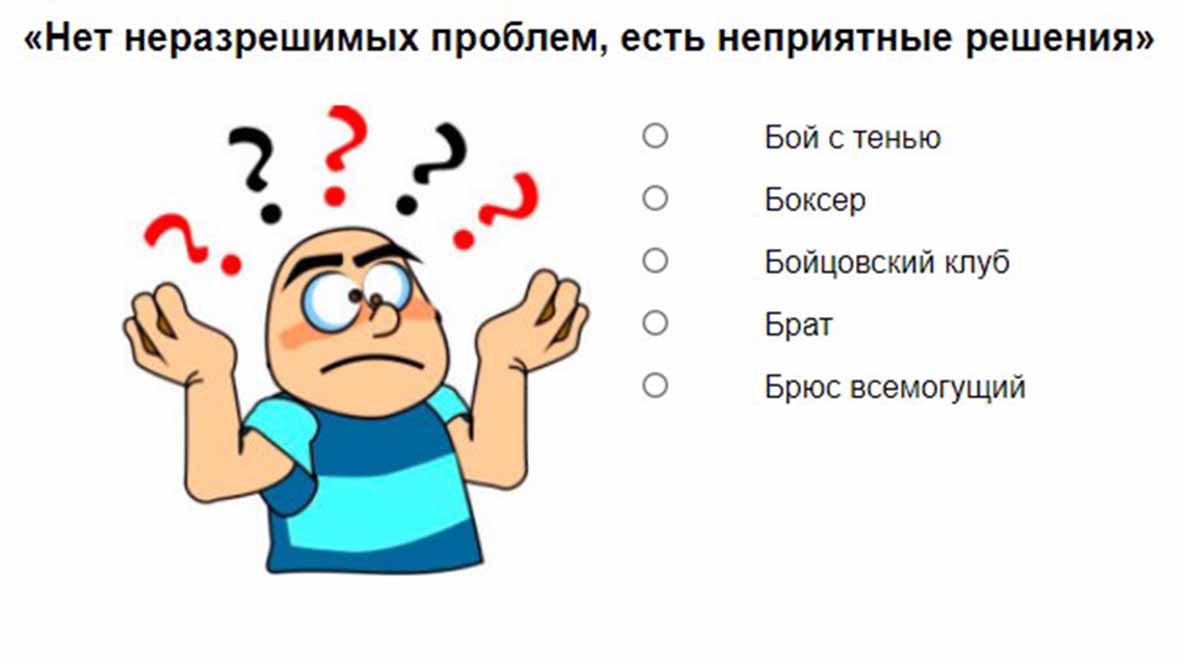 «Нет неразрешимых проблем, есть неприятные решения»
? ? ? ? ?
Бой с тенью
Боксер
Бойцовский клуб
Брат
Брюс всемогущий